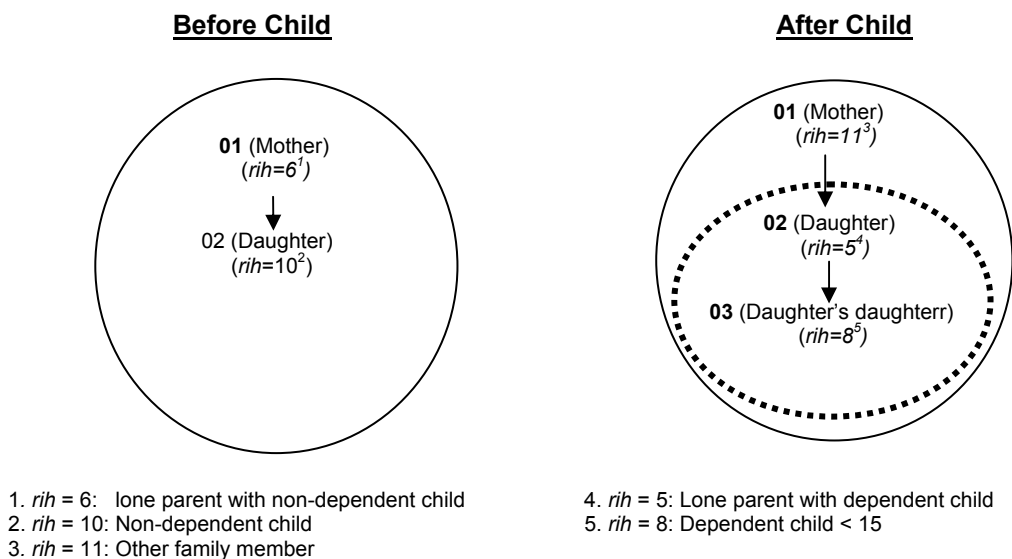 Before Child
01 (Mother)
(rih=6¹)
02 (Daughter)
(rih=10²)
After Child
01 (Mother)
(rih=11³)
02 (Daughter)
(rih=5⁴)
03 (Daughter's daughterr)
(rih=8⁵)
1. rih = 6: lone parent with non-dependent child
2. rih = 10: Non-dependent child
3. rih = 11: Other family member
4. rih = 5: Lone parent with dependent child
5. rih = 8: Dependent child < 15